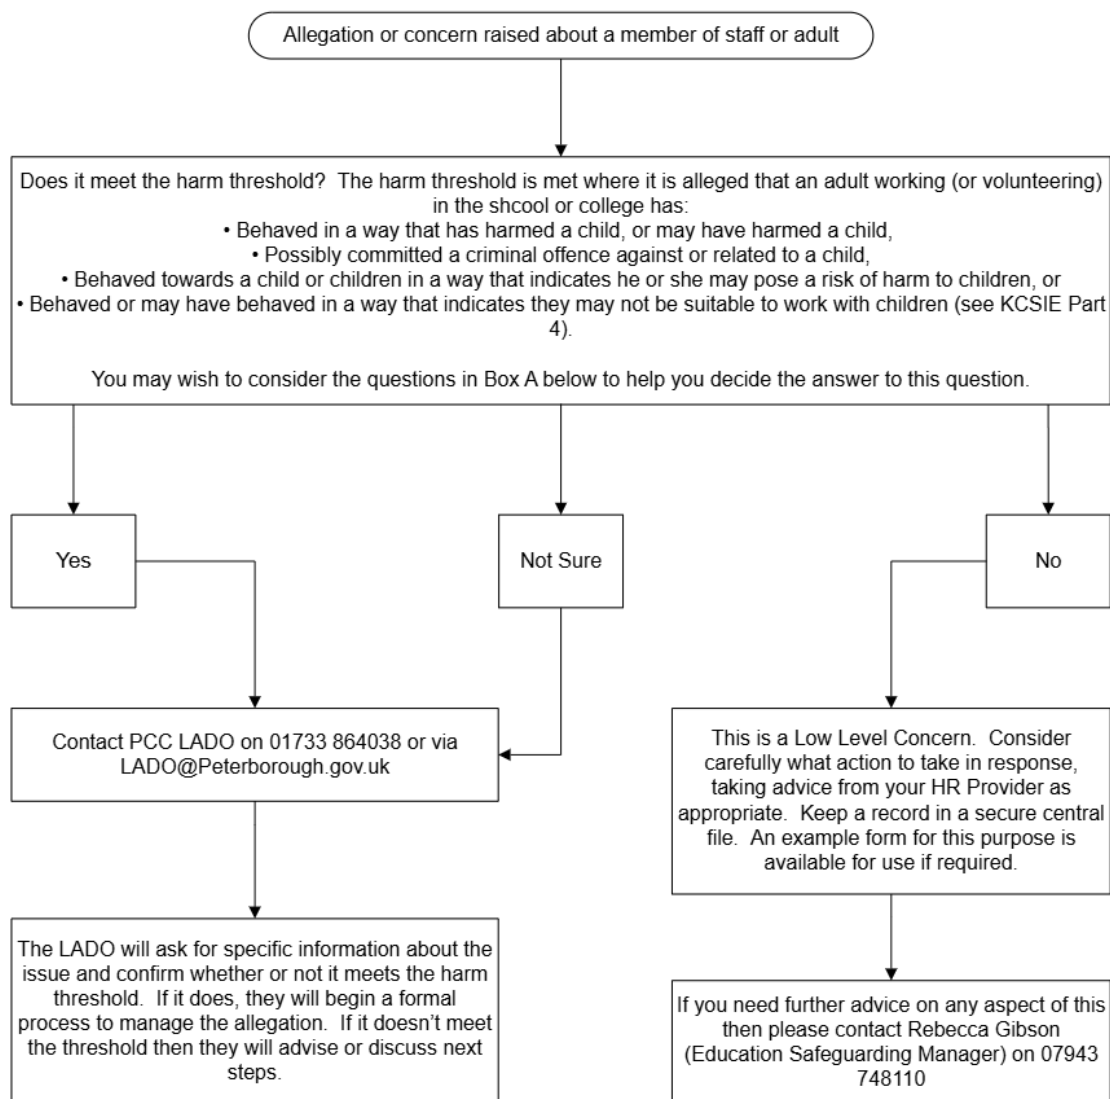 Allegation or concern raised about a member of staff or adult
Does it meet the harm threshold?  The harm threshold is met where it is alleged that an adult working (or volunteering)
in the shcool or college has:
• Behaved in a way that has harmed a child, or may have harmed a child,
• Possibly committed a criminal offence against or related to a child,
• Behaved towards a child or children in a way that indicates he or she may pose a risk of harm to children, or
• Behaved or may have behaved in a way that indicates they may not be suitable to work with children (see KCSIE Part
4).
You may wish to consider the questions in Box A below to help you decide the answer to this question.
Yes
Not Sure
No
Contact PCC LADO on 01733 864038 or via
LADO@Peterborough.gov.uk
This is a Low Level Concern.  Consider
carefully what action to take in response,
taking advice from your HR Provider as
appropriate.  Keep a record in a secure central
file.  An example form for this purpose is
available for use if required.
The LADO will ask for specific information about the
issue and confirm whether or not it meets the harm
threshold.  If it does, they will begin a formal
process to manage the allegation.  If it doesn't meet
the threshold then they will advise or discuss next
steps.
If you need further advice on any aspect of this
then please contact Rebecca Gibson
(Education Safeguarding Manager) on 07943
748110